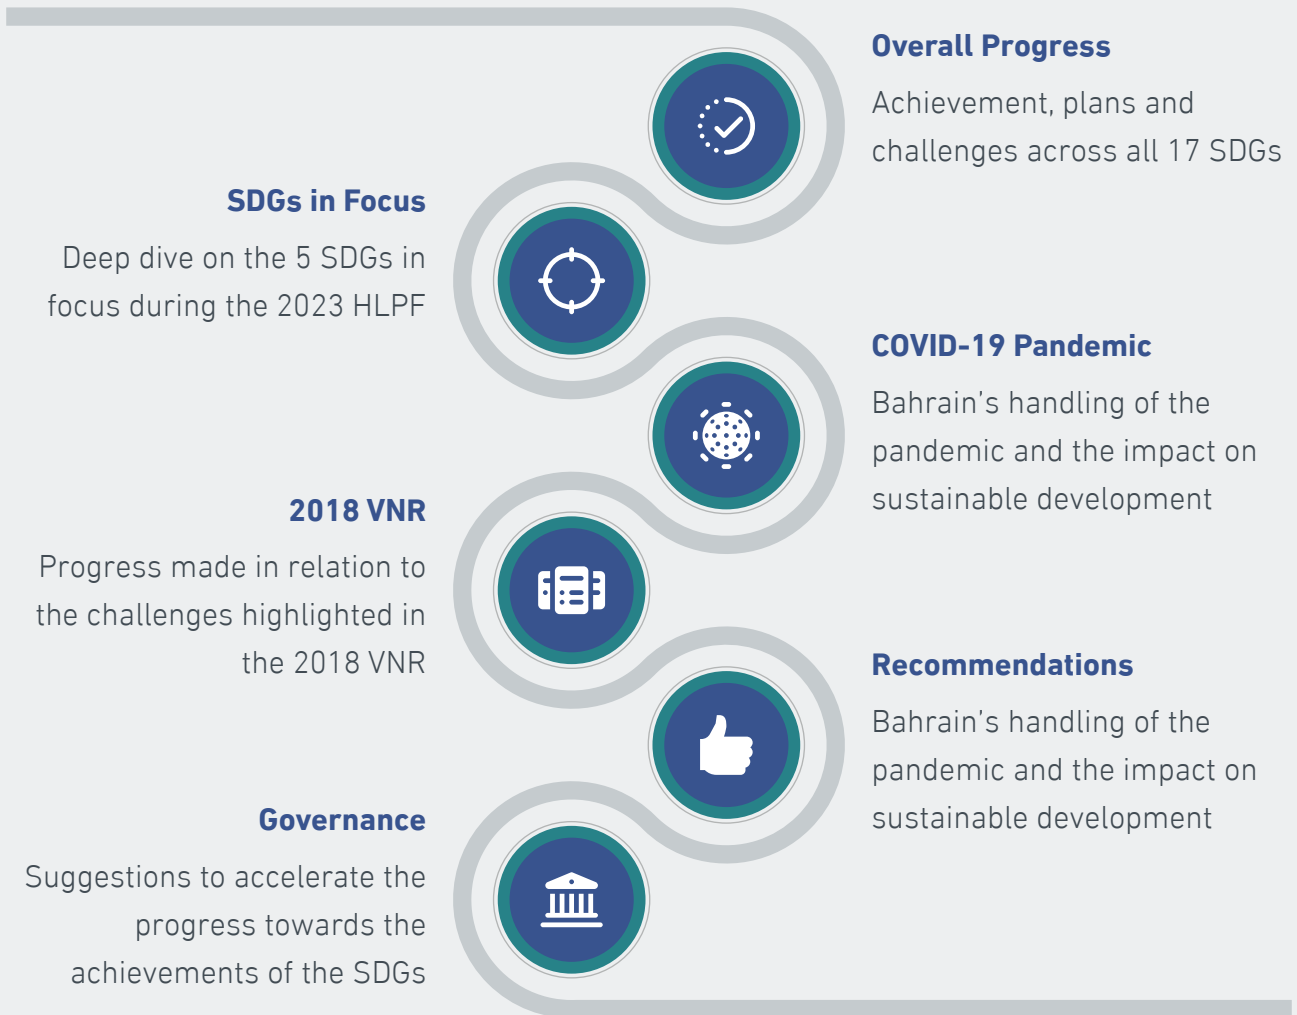 Overall Progress
Achievement, plans and
challenges across all 17 SDGs
SDGs in Focus
Deep dive on the 5 SDGs in
focus during the 2023 HLPF
COVID-19 Pandemic
Bahrain’s handling of the
pandemic and the impact on
sustainable development
2018 VNR
Progress made in relation to
the challenges highlighted in
the 2018 VNR
Recommendations
Bahrain’s handling of the
pandemic and the impact on
sustainable development
Governance
Suggestions to accelerate the
progress towards the
achievements of the SDGs